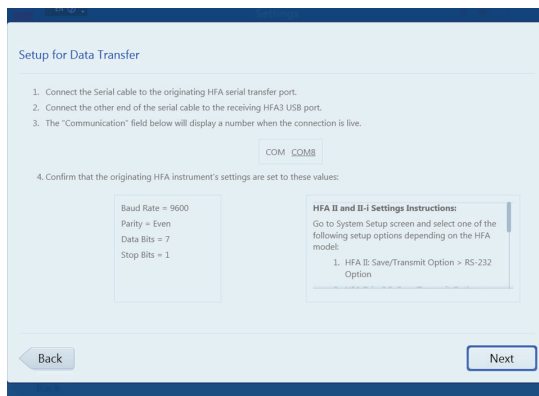 Setup for Data Transfer
1. Connect the Serial cable to the originating HFA serial transfer port.
2. Connect the other end of the serial cable to the receiving HFA3 USB port.
3. The "Communication" field below will display a number when the connection is live.
COM COM8
4. Confirm that the originating HFA instrument's settings are set to these values:
Baud Rate = 9600
Parity = Even
Data Bits = 7
Stop Bits = 1
HFA II and II-i Settings Instructions:
Go to System Setup screen and select one of the
following setup options depending on the HFA
model:
1. HFA II: Save/Transmit Option > RS-232
Option
Back
Next